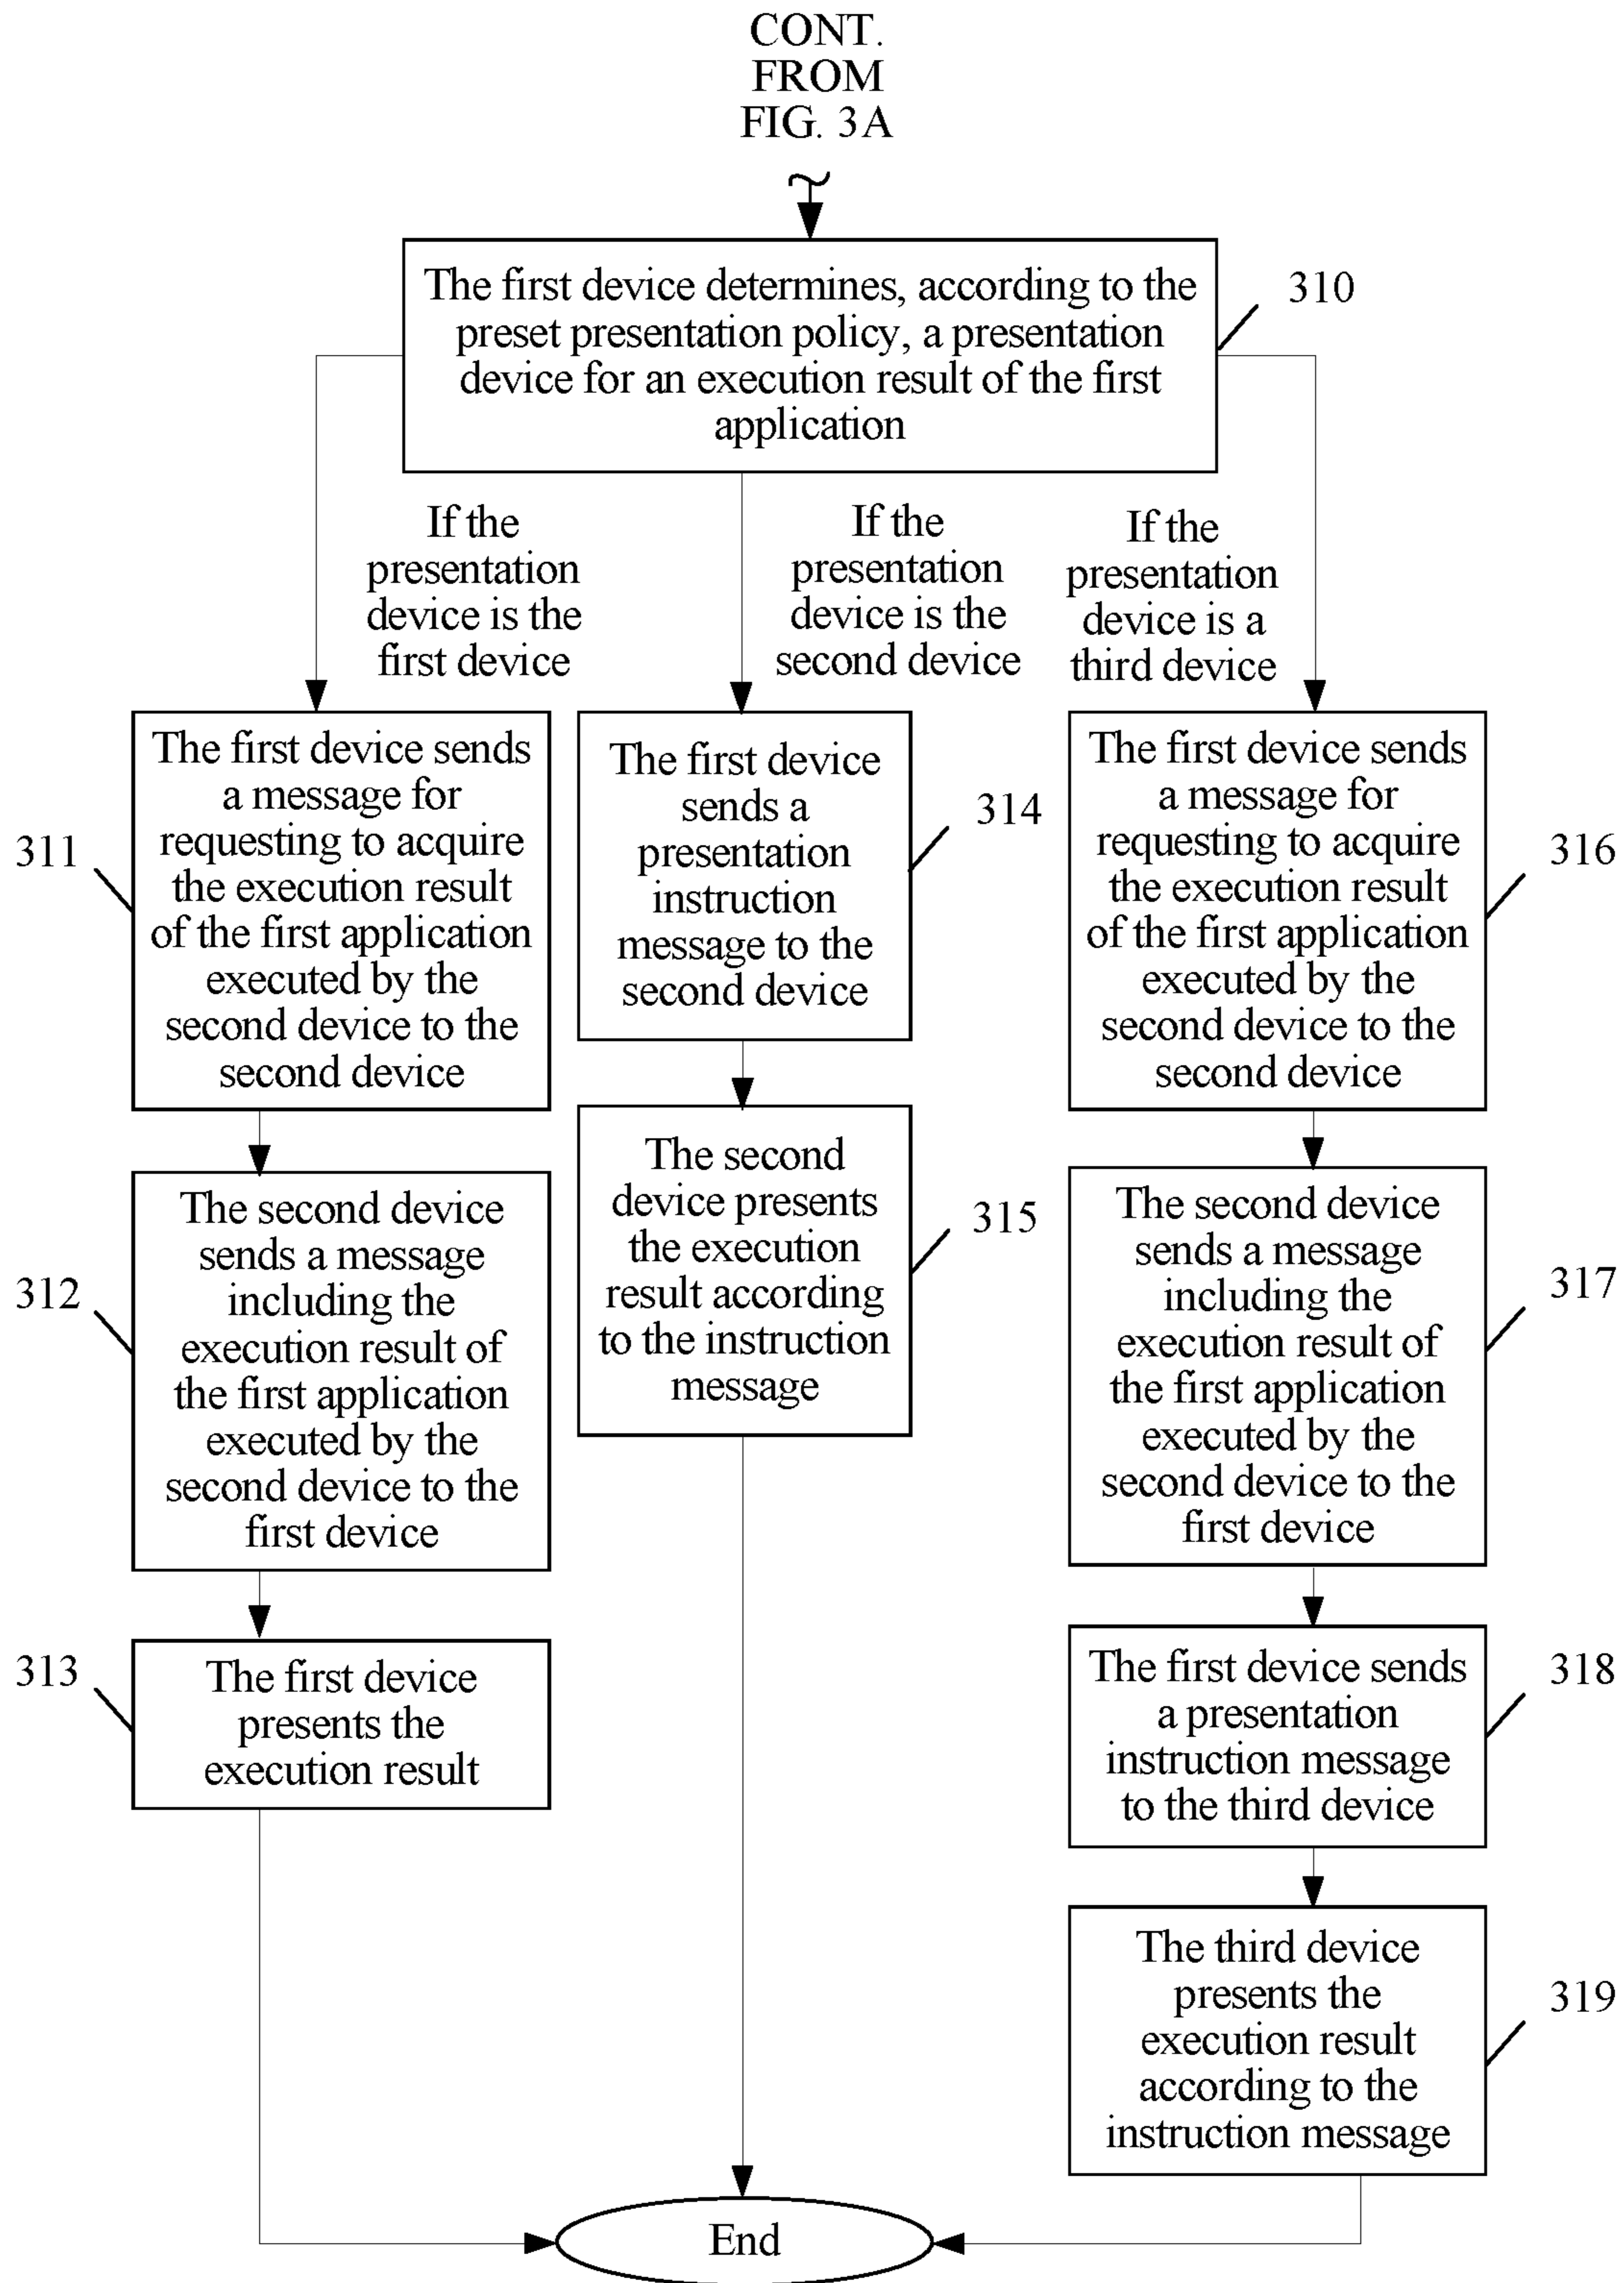 CONT.
FROM
FIG. 3A
The first device determines, according to the
preset presentation policy, a presentation
device for an execution result of the first
application
310
If the
presentation
device is the
first device
If the
presentation
device is the
second device
If the
presentation
device is a
third device
The first device sends
a message for
requesting to acquire
the execution result
of the first application
executed by the
second device to the
second device
311
The second device
sends a message
including the
execution result of
the first application
executed by the
second device to the
first device
312
The first device
presents the
execution result
313
The first device
sends a
presentation
instruction
message to the
second device
314
The second
device presents
the execution
result according
to the instruction
message
315
The first device sends
a message for
requesting to acquire
the execution result
of the first application
executed by the
second device to the
second device
316
The second device
sends a message
including the
execution result of
the first application
executed by the
second device to the
first device
317
The first device sends
a presentation
instruction message
to the third device
318
The third device
presents the
execution result
according to the
instruction message
319
End